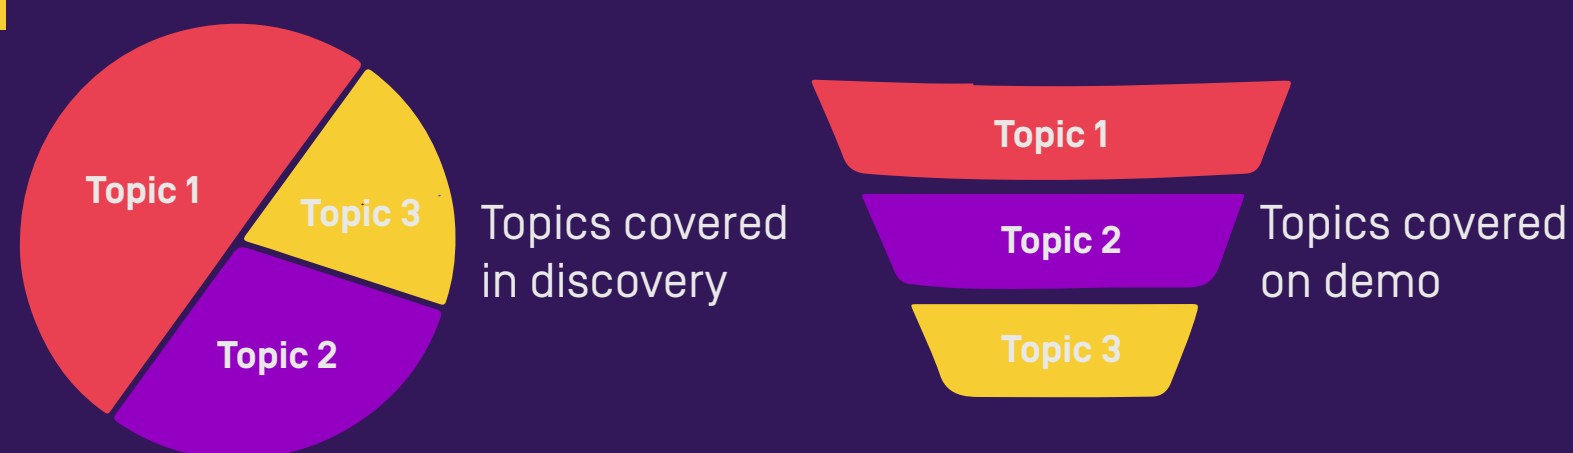 Topic 1
Topic 3
Topic 2
Topics covered
in discovery
Topic 1
Topic 2
Topic 3
Topics covered
on demo